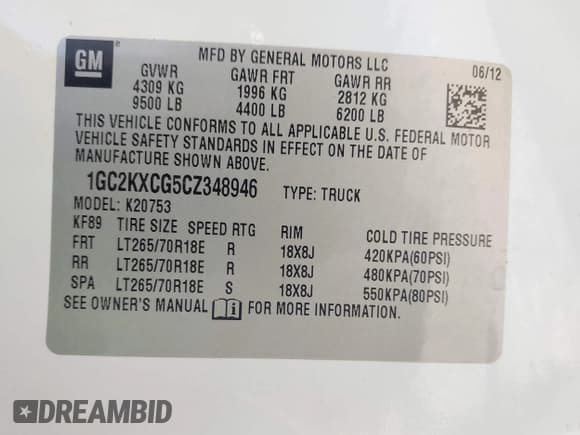 GM
MFD BY GENERAL MOTORS LLC
06/12
GVWR GAWR FRT GAWR RR
4309 KG 1996 KG 2812 KG
9500 LB 4400 LB 6200 LB
THIS VEHICLE CONFORMS TO ALL APPLICABLE U.S. FEDERAL MOTOR
VEHICLE SAFETY STANDARDS IN EFFECT ON THE DATE OF
MANUFACTURE SHOWN ABOVE.
1GC2KXCG5CZ348946 TYPE: TRUCK
MODEL: K20753
KF89 TIRE SIZE SPEED RTG RIM COLD TIRE PRESSURE
FRT LT265/70R18E R 18X8J 420KPA(60PSI)
RR LT265/70R18E R 18X8J 480KPA(70PSI)
SPA LT265/70R18E S 18X8J 550KPA(80PSI)
SEE OWNER'S MANUAL i FOR MORE INFORMATION.
DREAMBID